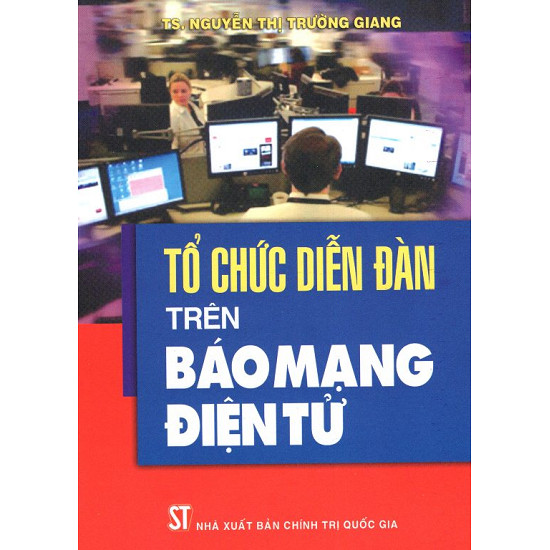 TS. NGUYỄN THỊ TRƯỜNG GIANG
TỔ CHỨC DIỄN ĐÀN
TRÊN
BÁO MẠNG
ĐIỆN TỬ
ST NHÀ XUẤT BẢN CHÍNH TRỊ QUỐC GIA